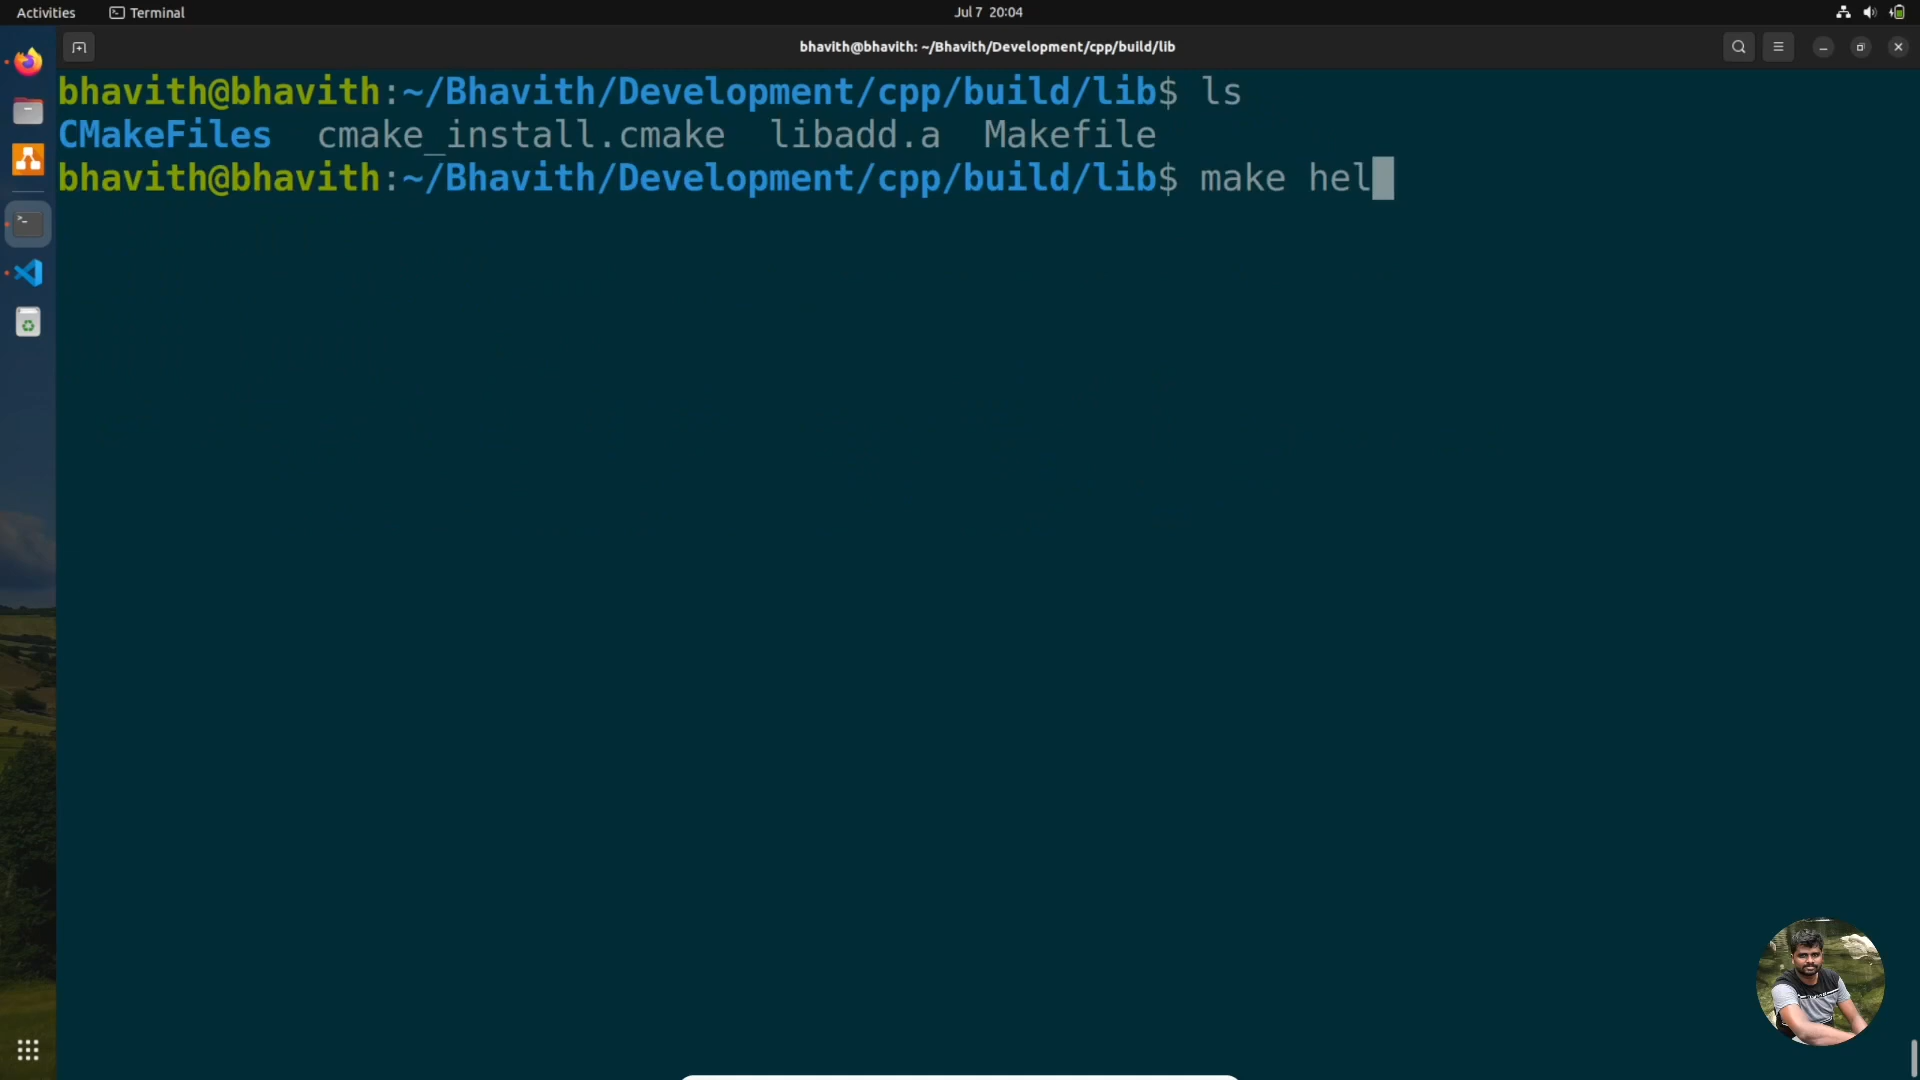 Activities
Terminal
Jul 7 20:04
bhavith@bhavith: ~/Bhavith/Development/cpp/build/lib
bhavith@bhavith:~/Bhavith/Development/cpp/build/lib$ ls
CMakeFiles cmake_install.cmake libadd.a Makefile
bhavith@bhavith:~/Bhavith/Development/cpp/build/lib$ make hel